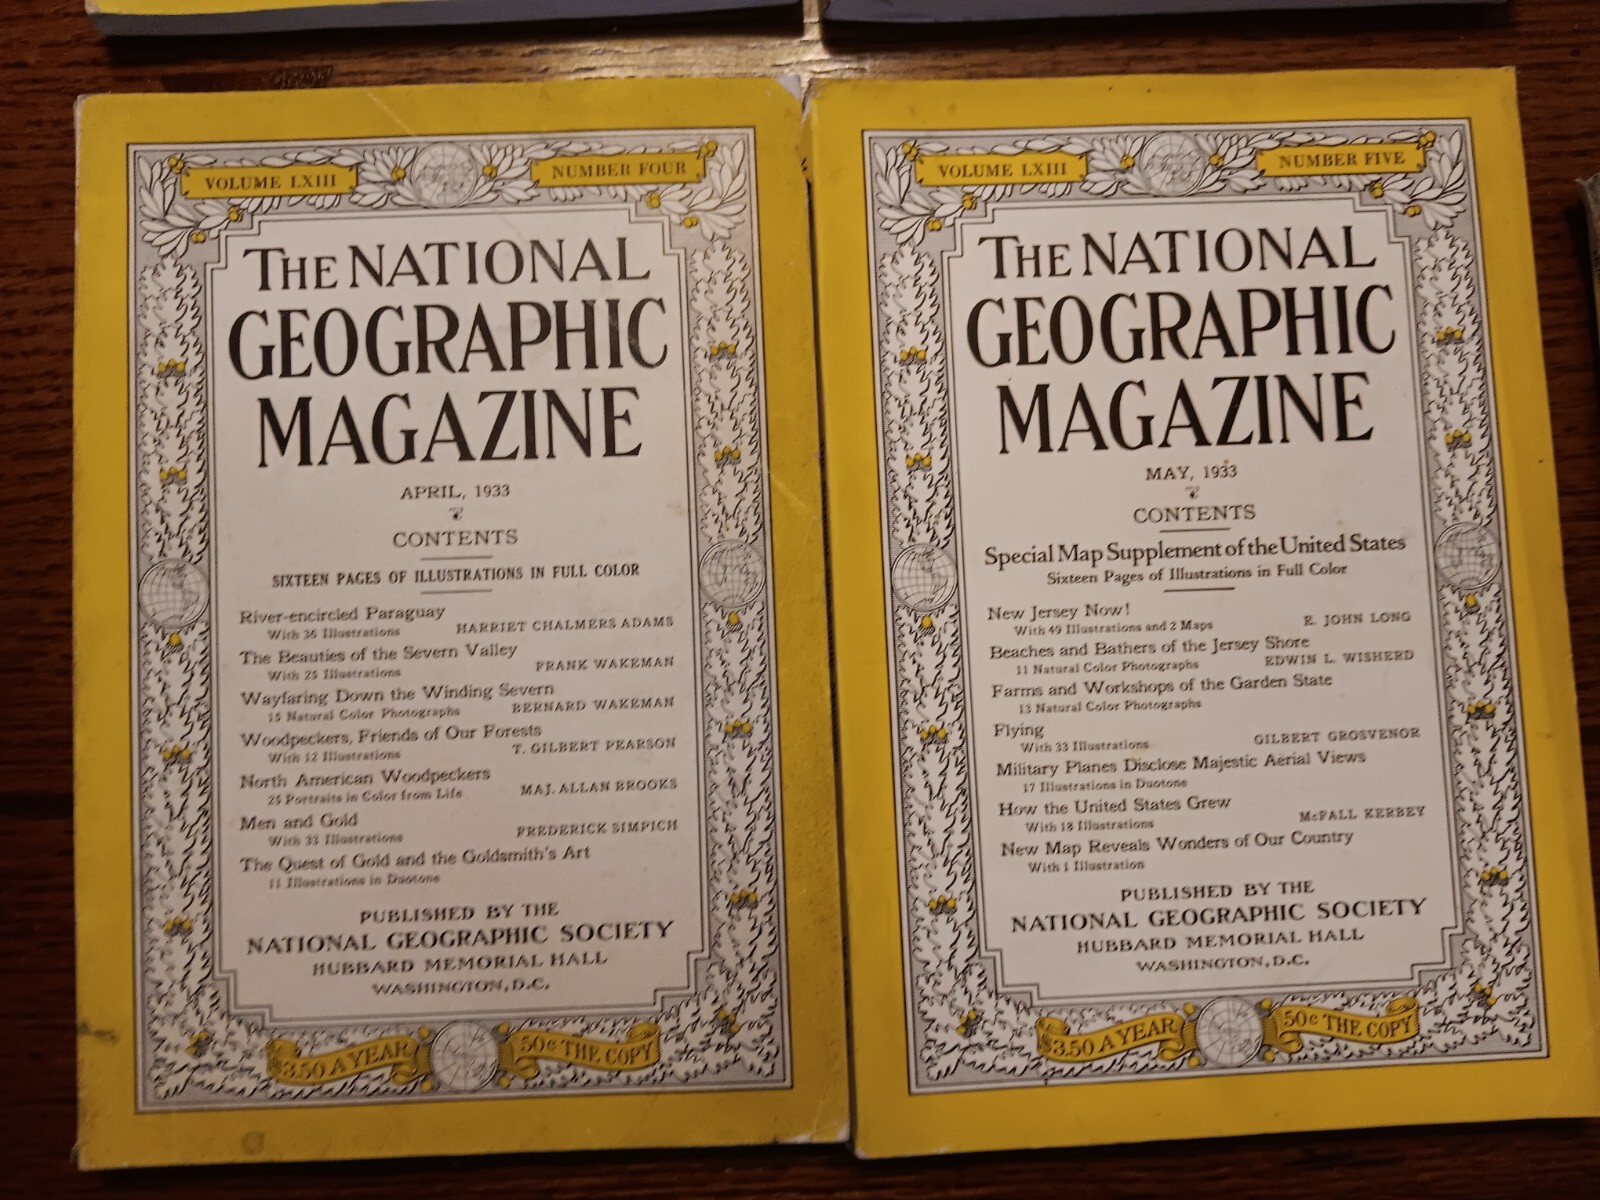 VOLUME LXIII
NUMBER FOUR
THE NATIONAL
GEOGRAPHIC
MAGAZINE
APRIL, 1933
CONTENTS
SIXTEEN PAGES OF ILLUSTRATIONS IN FULL COLOR
River-encircled Paraguay
With 36 Illustrations HARRIET CHALMERS ADAMS
The Beauties of the Severn Valley
With 25 Illustrations FRANK WAKEMAN
Wayfaring Down the Winding Severn
15 Natural Color Photographs BERNARD WAKEMAN
Woodpeckers, Friends of Our Forests
With 12 Illustrations T. GILBERT PEARSON
North American Woodpeckers
25 Portraits in Color from Life MAJ. ALLAN BROOKS
Men and Gold
With 33 Illustrations FREDERICK SIMPICH
The Quest of Gold and the Goldsmith's Art
11 Illustrations in Duotone
PUBLISHED BY THE
NATIONAL GEOGRAPHIC SOCIETY
HUBBARD MEMORIAL HALL
WASHINGTON, D.C.
$3.50 A YEAR
50¢ THE COPY
VOLUME LXIII
NUMBER FIVE
THE NATIONAL
GEOGRAPHIC
MAGAZINE
MAY, 1933
CONTENTS
Special Map Supplement of the United States
Sixteen Pages of Illustrations in Full Color
New Jersey Now!
With 49 Illustrations and 2 Maps E. JOHN LONG
Beaches and Bathers of the Jersey Shore
11 Natural Color Photographs EDWIN L. WISHERD
Farms and Workshops of the Garden State
13 Natural Color Photographs
Flying
With 33 Illustrations GILBERT GROSVENOR
Military Planes Disclose Majestic Aerial Views
17 Illustrations in Duotone
How the United States Grew
With 18 Illustrations McFALL KERBEY
New Map Reveals Wonders of Our Country
With 1 Illustration
PUBLISHED BY THE
NATIONAL GEOGRAPHIC SOCIETY
HUBBARD MEMORIAL HALL
WASHINGTON, D.C.
$3.50 A YEAR
50¢ THE COPY